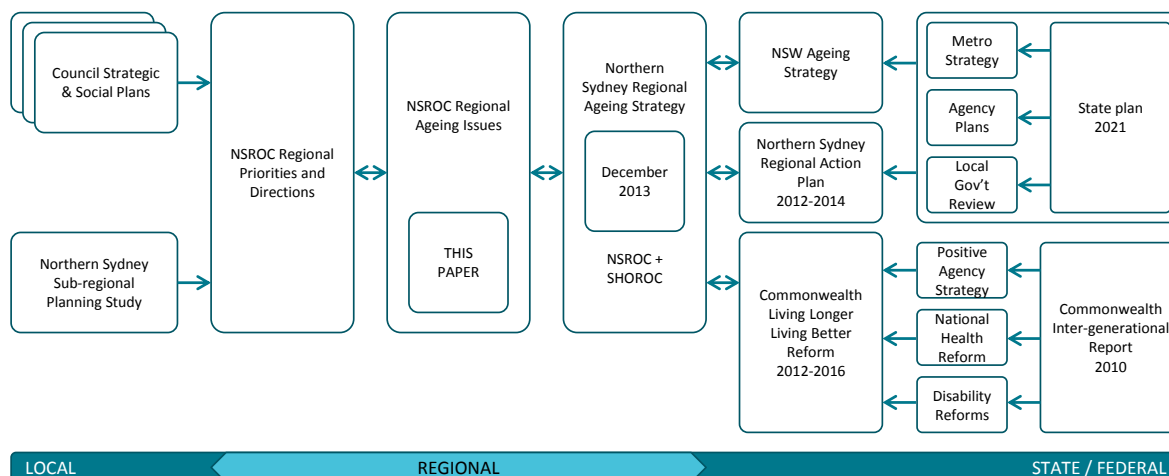 Council Strategic
& Social Plans
Northern Sydney
Sub-regional
Planning Study
NSROC Regional
Priorities and
Directions
NSROC Regional
Ageing Issues
THIS
PAPER
Northern
Sydney Regional
Ageing Strategy
December
2013
NSROC +
SHOROC
NSW Ageing
Strategy
Northern Sydney
Regional Action
Plan
2012-2014
Commonwealth
Living Longer
Living Better
Reform
2012-2016
Metro
Strategy
Agency
Plans
Local
Gov’t
Review
State plan
2021
Positive
Agency
Strategy
National
Health
Reform
Disability
Reforms
Commonwealth
Inter-generational
Report
2010
LOCAL
REGIONAL
STATE / FEDERAL